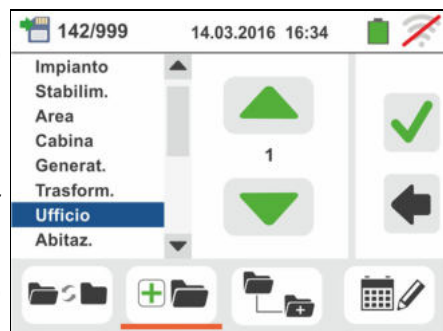 142/999 14.03.2016 16:34
Impianto
Stabilim.
Area
Cabina
Generat.
Trasform.
Ufficio
Abitaz.
1